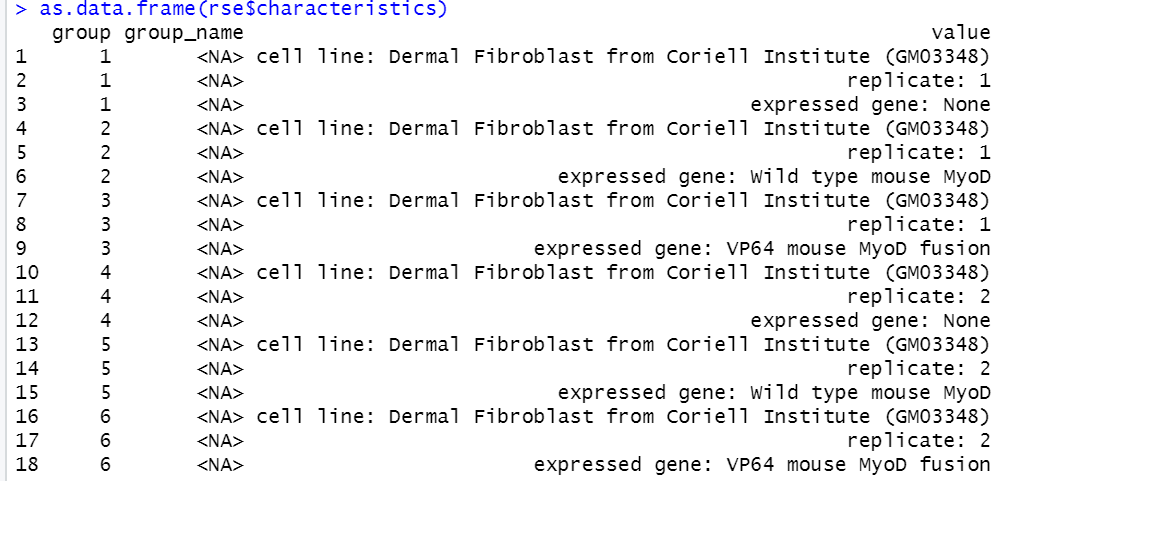 > as.data.frame(rse$characteristics)
group group_name value
1 1 <NA> cell line: Dermal Fibroblast from Coriell Institute (GM03348)
2 1 <NA> replicate: 1
3 1 <NA> expressed gene: None
4 2 <NA> cell line: Dermal Fibroblast from Coriell Institute (GM03348)
5 2 <NA> replicate: 1
6 2 <NA> expressed gene: Wild type mouse MyoD
7 3 <NA> cell line: Dermal Fibroblast from Coriell Institute (GM03348)
8 3 <NA> replicate: 1
9 3 <NA> expressed gene: VP64 mouse MyoD fusion
10 4 <NA> cell line: Dermal Fibroblast from Coriell Institute (GM03348)
11 4 <NA> replicate: 2
12 4 <NA> expressed gene: None
13 5 <NA> cell line: Dermal Fibroblast from Coriell Institute (GM03348)
14 5 <NA> replicate: 2
15 5 <NA> expressed gene: Wild type mouse MyoD
16 6 <NA> cell line: Dermal Fibroblast from Coriell Institute (GM03348)
17 6 <NA> replicate: 2
18 6 <NA> expressed gene: VP64 mouse MyoD fusion